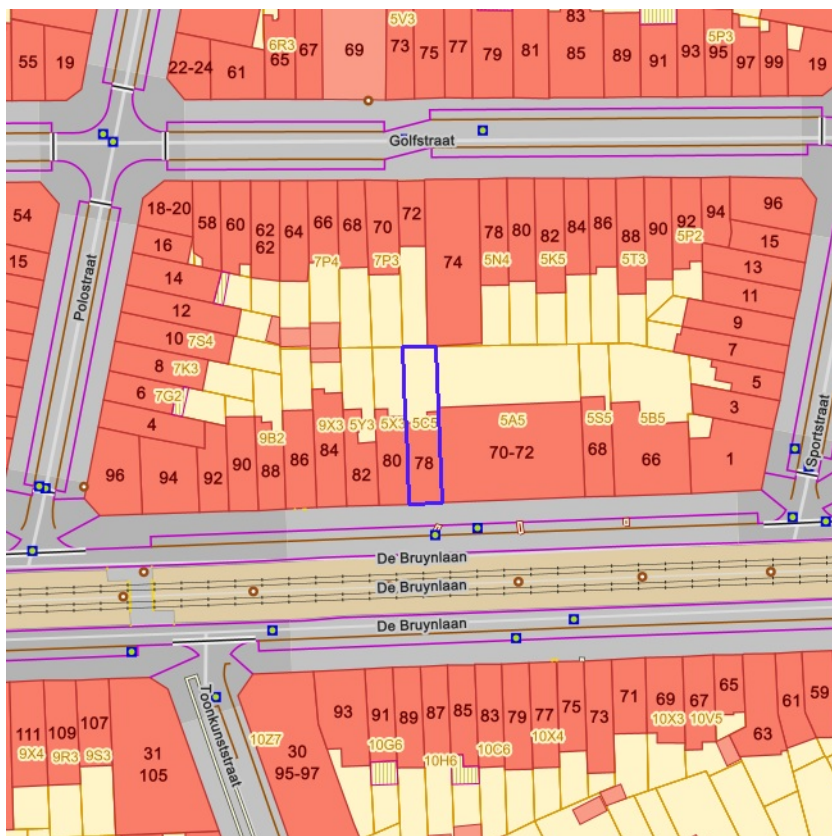 5V3
83
6R3
5P3
55 19 22-24 61 65 67 69 73 75 77 79 81 85 89 91 93 95 97 99 19
Golfstraat
54
15
18-20 58 60 62 64 66 68 70 72 74 78 80 82 84 86 88 90 92 94 96
62
16
15
7P4 7P3 5N4 5K5 5T3 5P2
14
13
12
11
10 7S4
9
8 7K3
7
6 7G2
5
4
3
Polostraat
Sportstraat
9B2 9X3 5Y3 5X3 5C5 5A5 5S5 5B5
96 94 92 90 88 86 84 82 80 78 70-72 68 66 1
De Bruynlaan
De Bruynlaan
De Bruynlaan
Toonkunststraat
111 109 107
9X4 9R3 9S3
31
105
10Z7
30
95-97
93 91 89 87 85 83 79 77 75 73 71 69 67 65 63 61 59
10G6 10H6 10C6 10X4 10X3 10V5